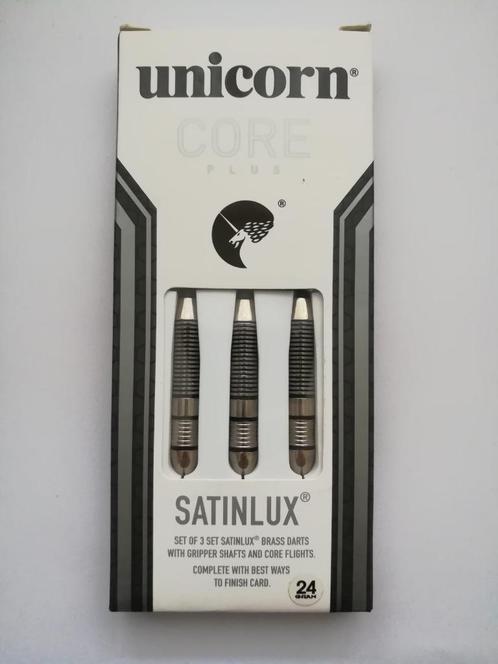 unicorn®
CORE
PLUS
®
SATINLUX®
SET OF 3 SET SATINLUX® BRASS DARTS
WITH GRIPPER SHAFTS AND CORE FLIGHTS.
COMPLETE WITH BEST WAYS
TO FINISH CARD.
24
GRAM